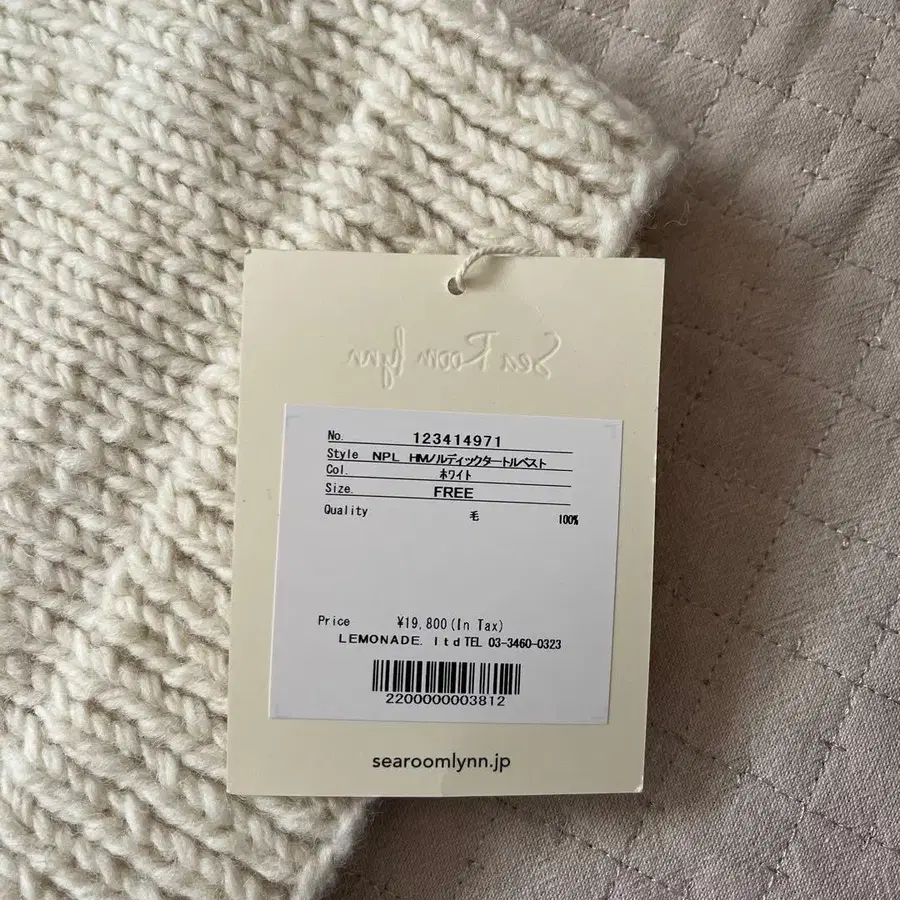 Sea Room lynn
No. 123414971
Style NPL HMノルディックタートルベスト
Col. ホワイト
Size. FREE
Quality 毛 100%
Price ¥19,800(In Tax)
LEMONADE. ltd TEL 03-3460-0323
2200000003812
searoomlynn.jp